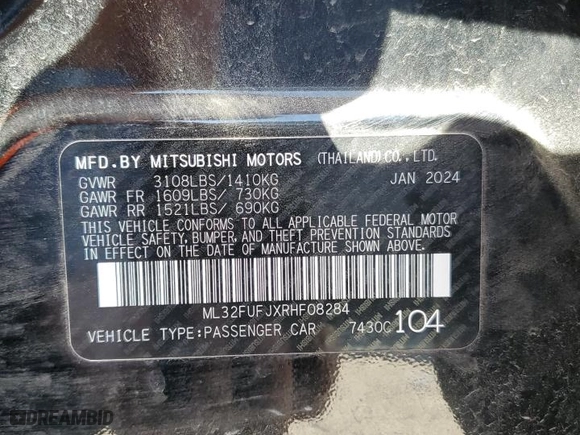 MFD.BY MITSUBISHI MOTORS (THAILAND)CO.,LTD.
GVWR 3108LBS/1410KG JAN 2024
GAWR FR 1609LBS/ 730KG
GAWR RR 1521LBS/ 690KG
THIS VEHICLE CONFORMS TO ALL APPLICABLE FEDERAL MOTOR
VEHICLE SAFETY, BUMPER, AND THEFT PREVENTION STANDARDS
IN EFFECT ON THE DATE OF MANUFACTURE SHOWN ABOVE.
ML32FUFJXRHF08284
VEHICLE TYPE:PASSENGER CAR 7430C 104
DREAMBID